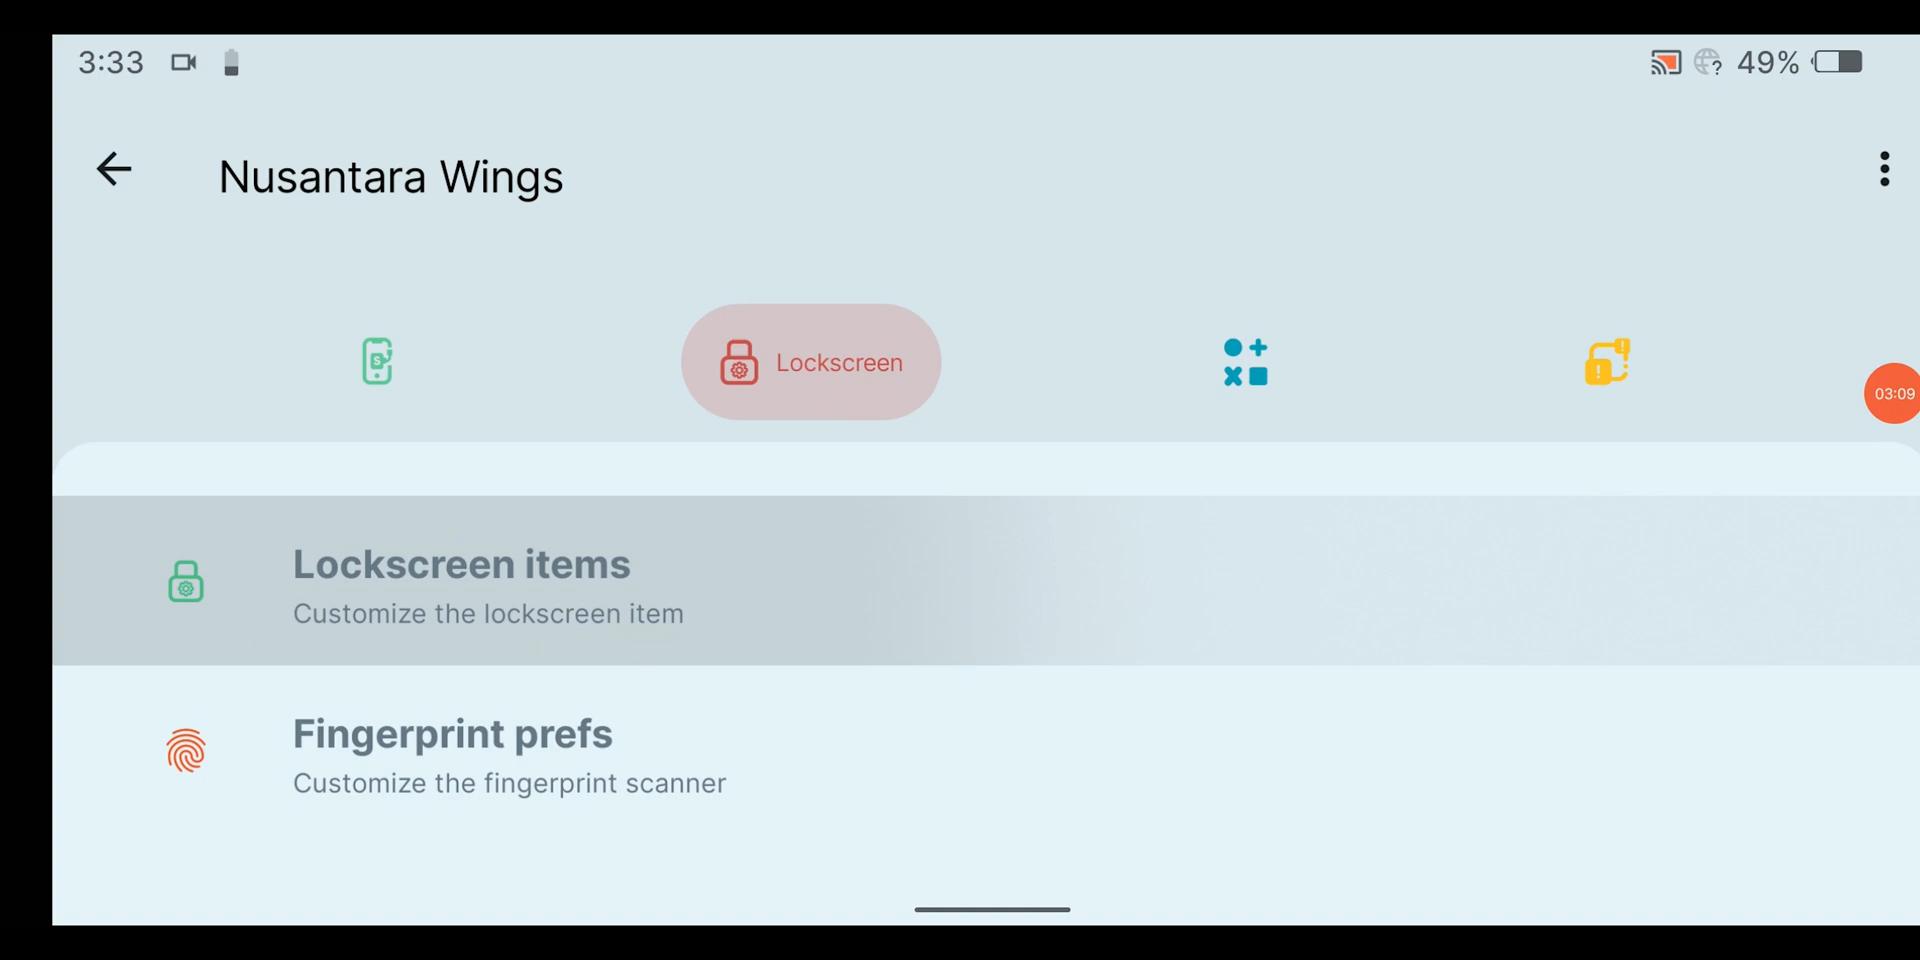 3:33
49%
Nusantara Wings
Lockscreen
03:09
Lockscreen items
Customize the lockscreen item
Fingerprint prefs
Customize the fingerprint scanner